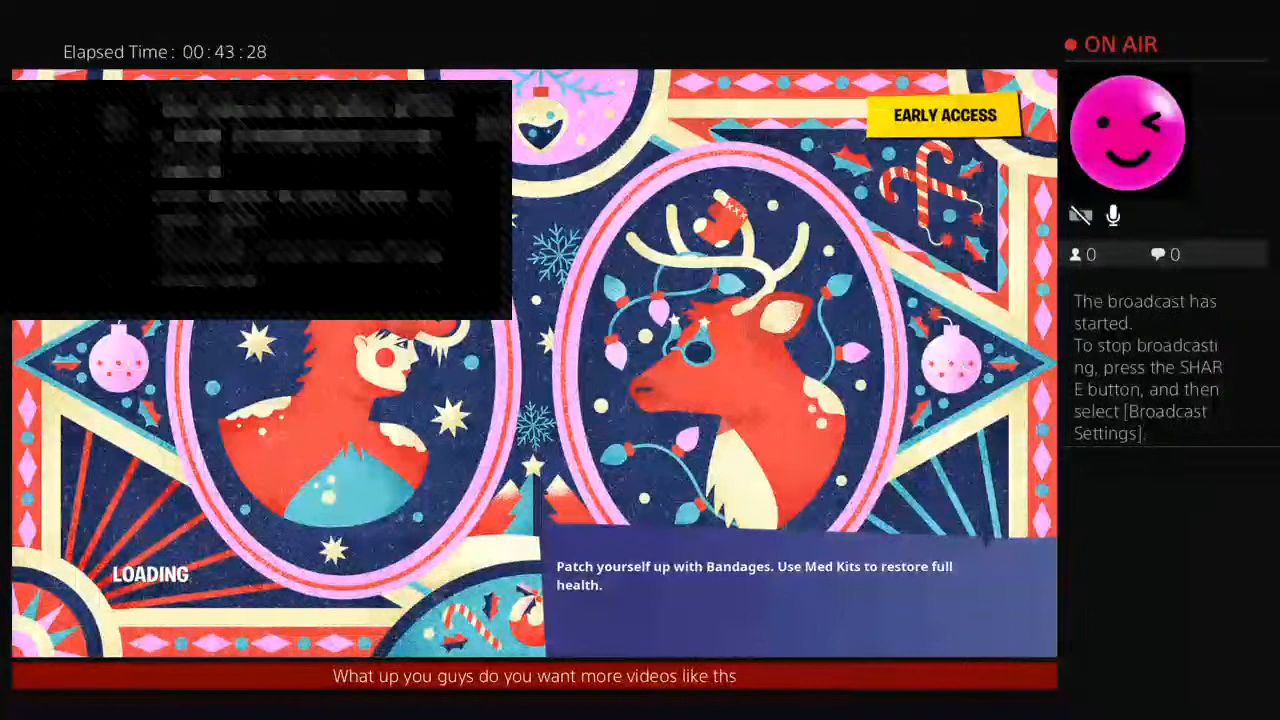 Elapsed Time: 00:43:28
ON AIR
EARLY ACCESS
XXX
0 0
The broadcast has
started.
To stop broadcasti
ng, press the SHAR
E button, and then
select [Broadcast
Settings].
LOADING
Patch yourself up with Bandages. Use Med Kits to restore full
health.
What up you guys do you want more videos like ths